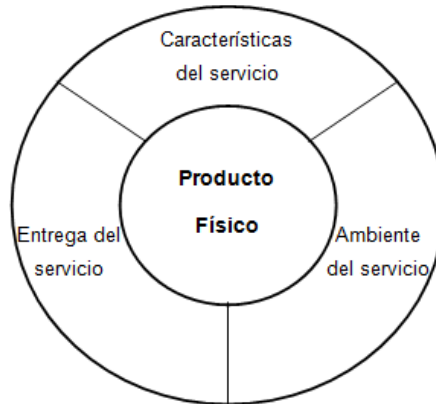 Características
del servicio
Producto
Físico
Entrega del
servicio
Ambiente
del servicio